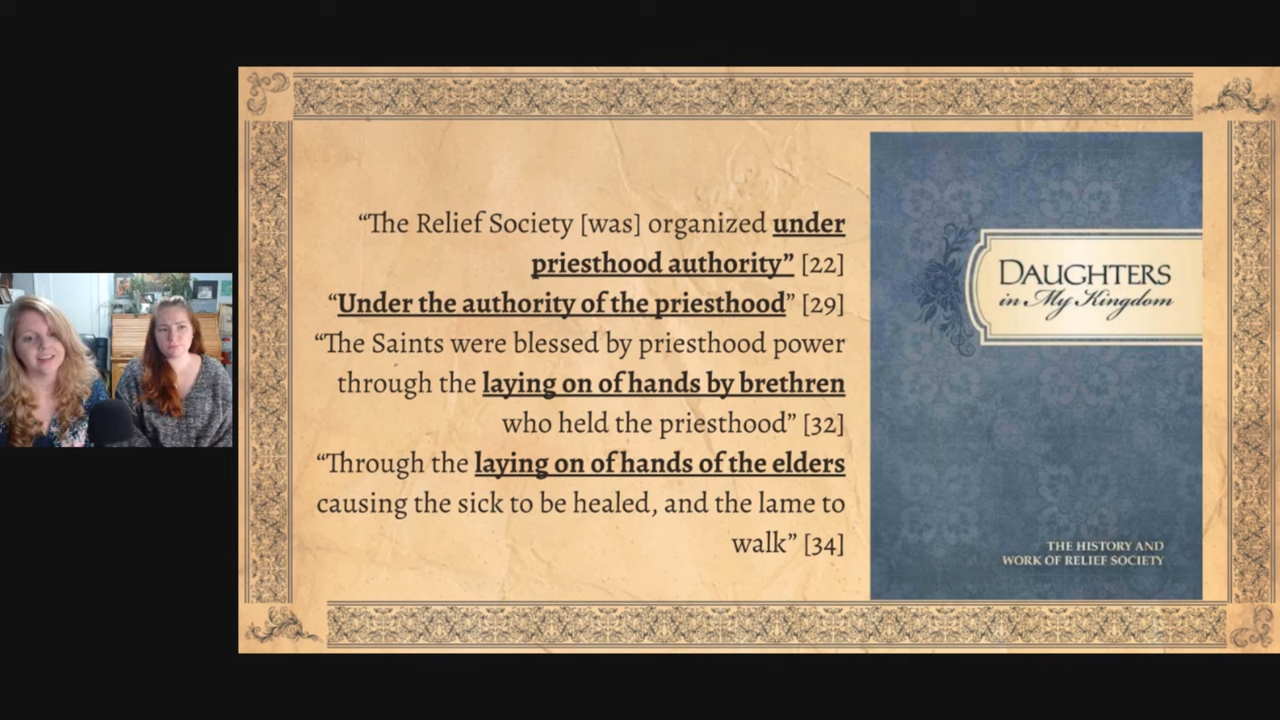 “The Relief Society [was] organized under
priesthood authority” [22]
“Under the authority of the priesthood” [29]
“The Saints were blessed by priesthood power
through the laying on of hands by brethren
who held the priesthood” [32]
“Through the laying on of hands of the elders
causing the sick to be healed, and the lame to
walk” [34]
DAUGHTERS
in My Kingdom
THE HISTORY AND
WORK OF RELIEF SOCIETY